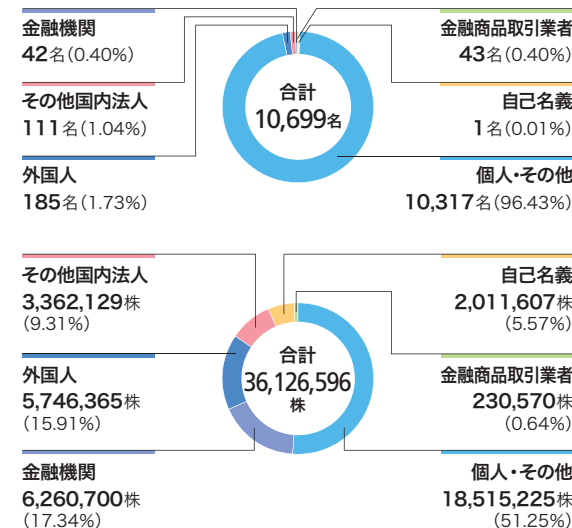 金融機関
42名(0.40%)
その他国内法人
111名(1.04%)
外国人
185名(1.73%)
合計
10,699名
金融商品取引業者
43名(0.40%)
自己名義
1名(0.01%)
個人・その他
10,317名(96.43%)
その他国内法人
3,362,129株
(9.31%)
外国人
5,746,365株
(15.91%)
金融機関
6,260,700株
(17.34%)
合計
36,126,596
株
自己名義
2,011,607株
(5.57%)
金融商品取引業者
230,570株
(0.64%)
個人・その他
18,515,225株
(51.25%)